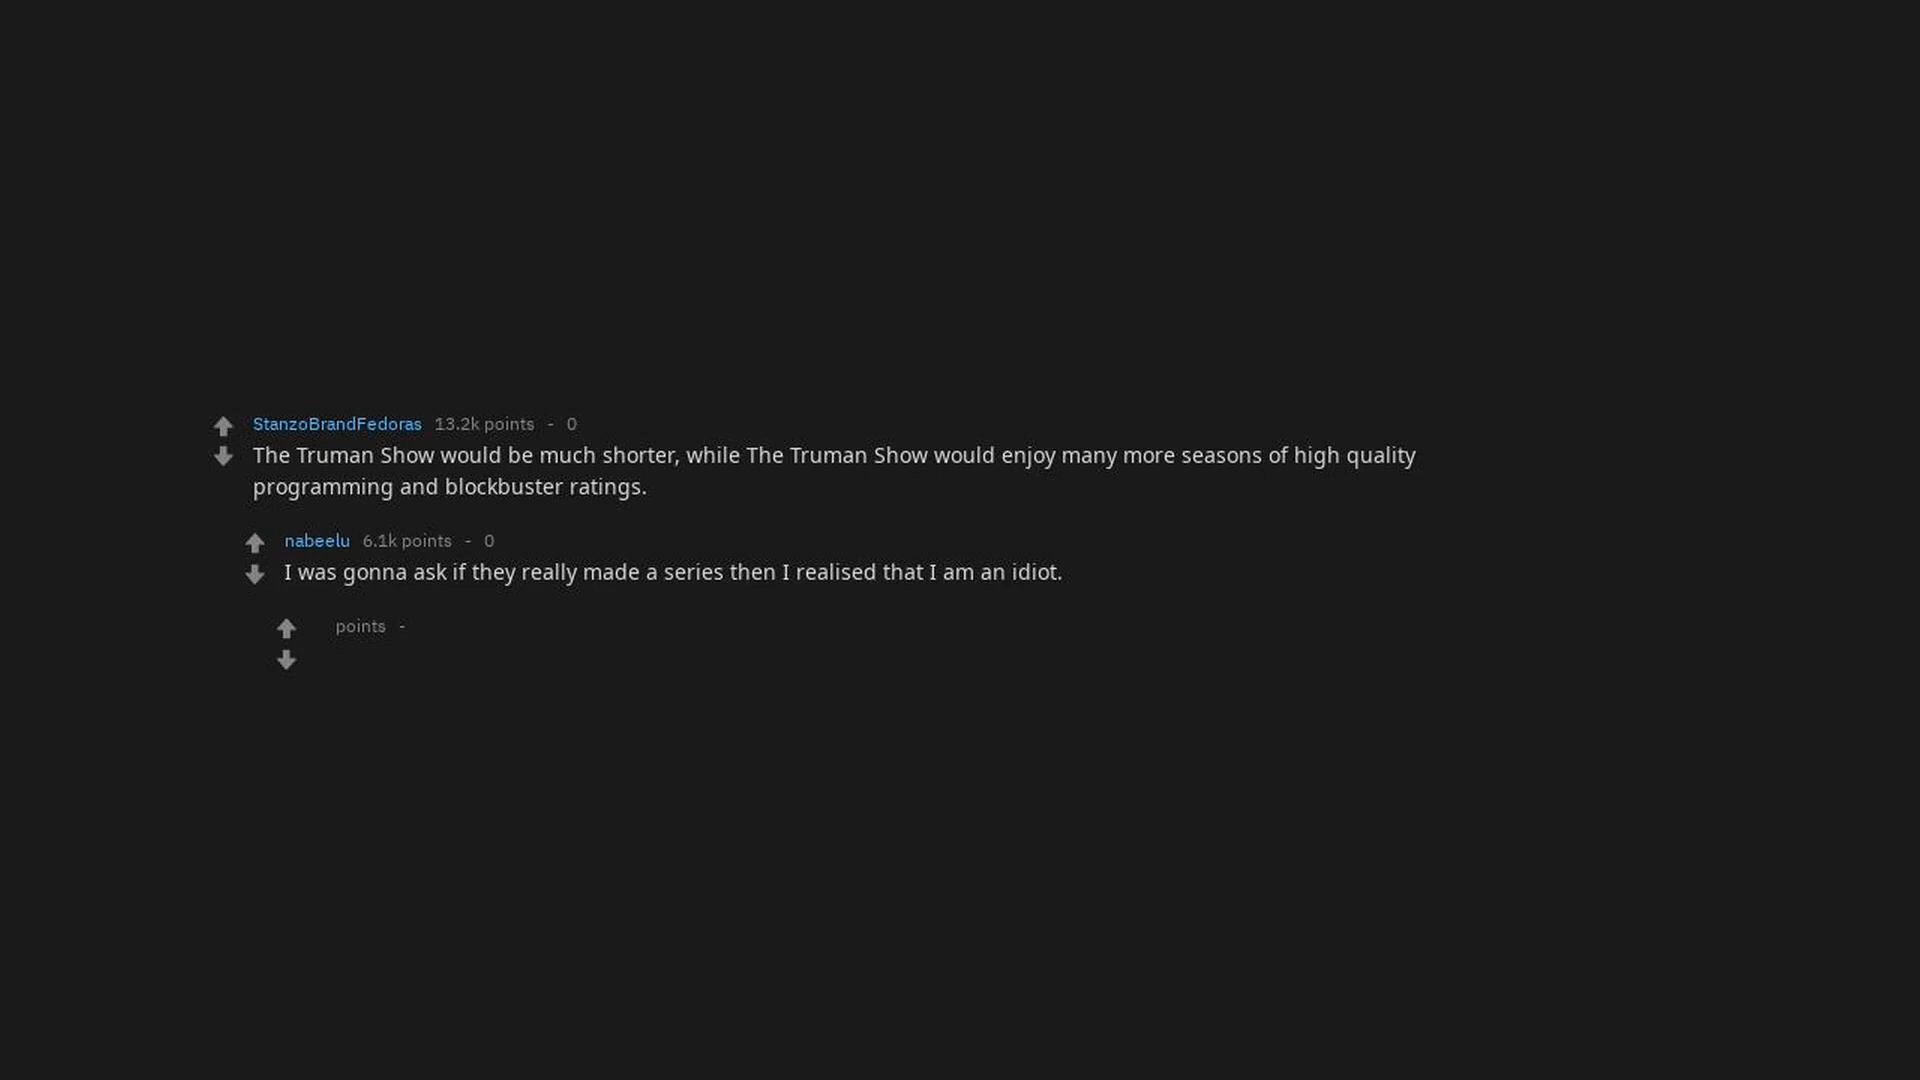 StanzoBrandFedoras 13.2k points - 0
The Truman Show would be much shorter, while The Truman Show would enjoy many more seasons of high quality
programming and blockbuster ratings.
nabeelu 6.1k points - 0
I was gonna ask if they really made a series then I realised that I am an idiot.
points -